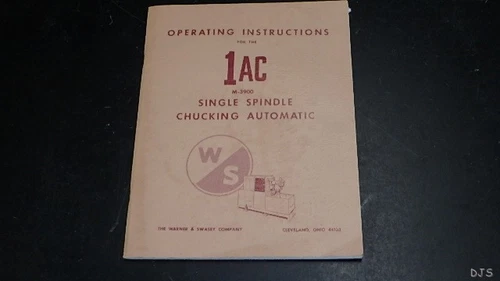 OPERATING INSTRUCTIONS
FOR THE
1AC
M-3900
SINGLE SPINDLE
CHUCKING AUTOMATIC
W
S
THE WARNER & SWASEY COMPANY
CLEVELAND, OHIO
DJS